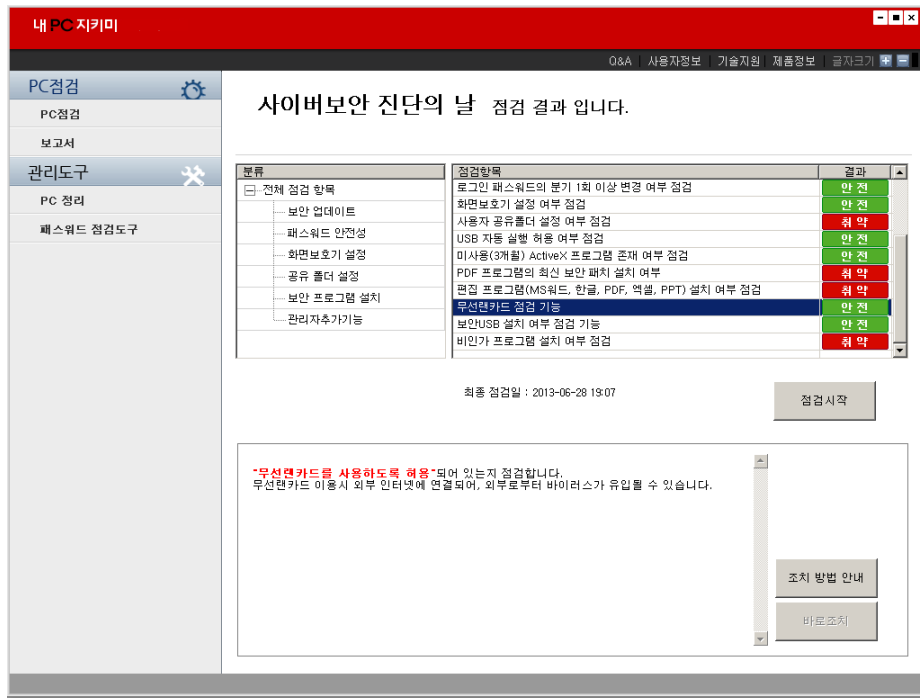 내 PC 지키미
Q&A 사용자정보 기술지원 제품정보 글자크기
PC점검
PC점검
보고서
관리도구
PC 정리
패스워드 점검도구
사이버보안 진단의 날 점검 결과 입니다.
분류
전체 점검 항목
보안 업데이트
패스워드 안전성
화면보호기 설정
공유 폴더 설정
보안 프로그램 설치
관리자추가기능
점검항목 결과
로그인 패스워드의 분기 1회 이상 변경 여부 점검 안 전
화면보호기 설정 여부 점검 안 전
사용자 공유폴더 설정 여부 점검 취 약
USB 자동 실행 허용 여부 점검 안 전
미사용(3개월) ActiveX 프로그램 존재 여부 점검 안 전
PDF 프로그램의 최신 보안 패치 설치 여부 취 약
편집 프로그램(MS워드, 한글, PDF, 엑셀, PPT) 설치 여부 점검 취 약
무선랜카드 점검 기능 안 전
보안USB 설치 여부 점검 기능 안 전
비인가 프로그램 설치 여부 점검 취 약
최종 점검일 : 2013-06-28 19:07
점검시작
"무선랜카드를 사용하도록 허용"되어 있는지 점검합니다.
무선랜카드 이용시 외부 인터넷에 연결되어, 외부로부터 바이러스가 유입될 수 있습니다.
조치 방법 안내
바로조치